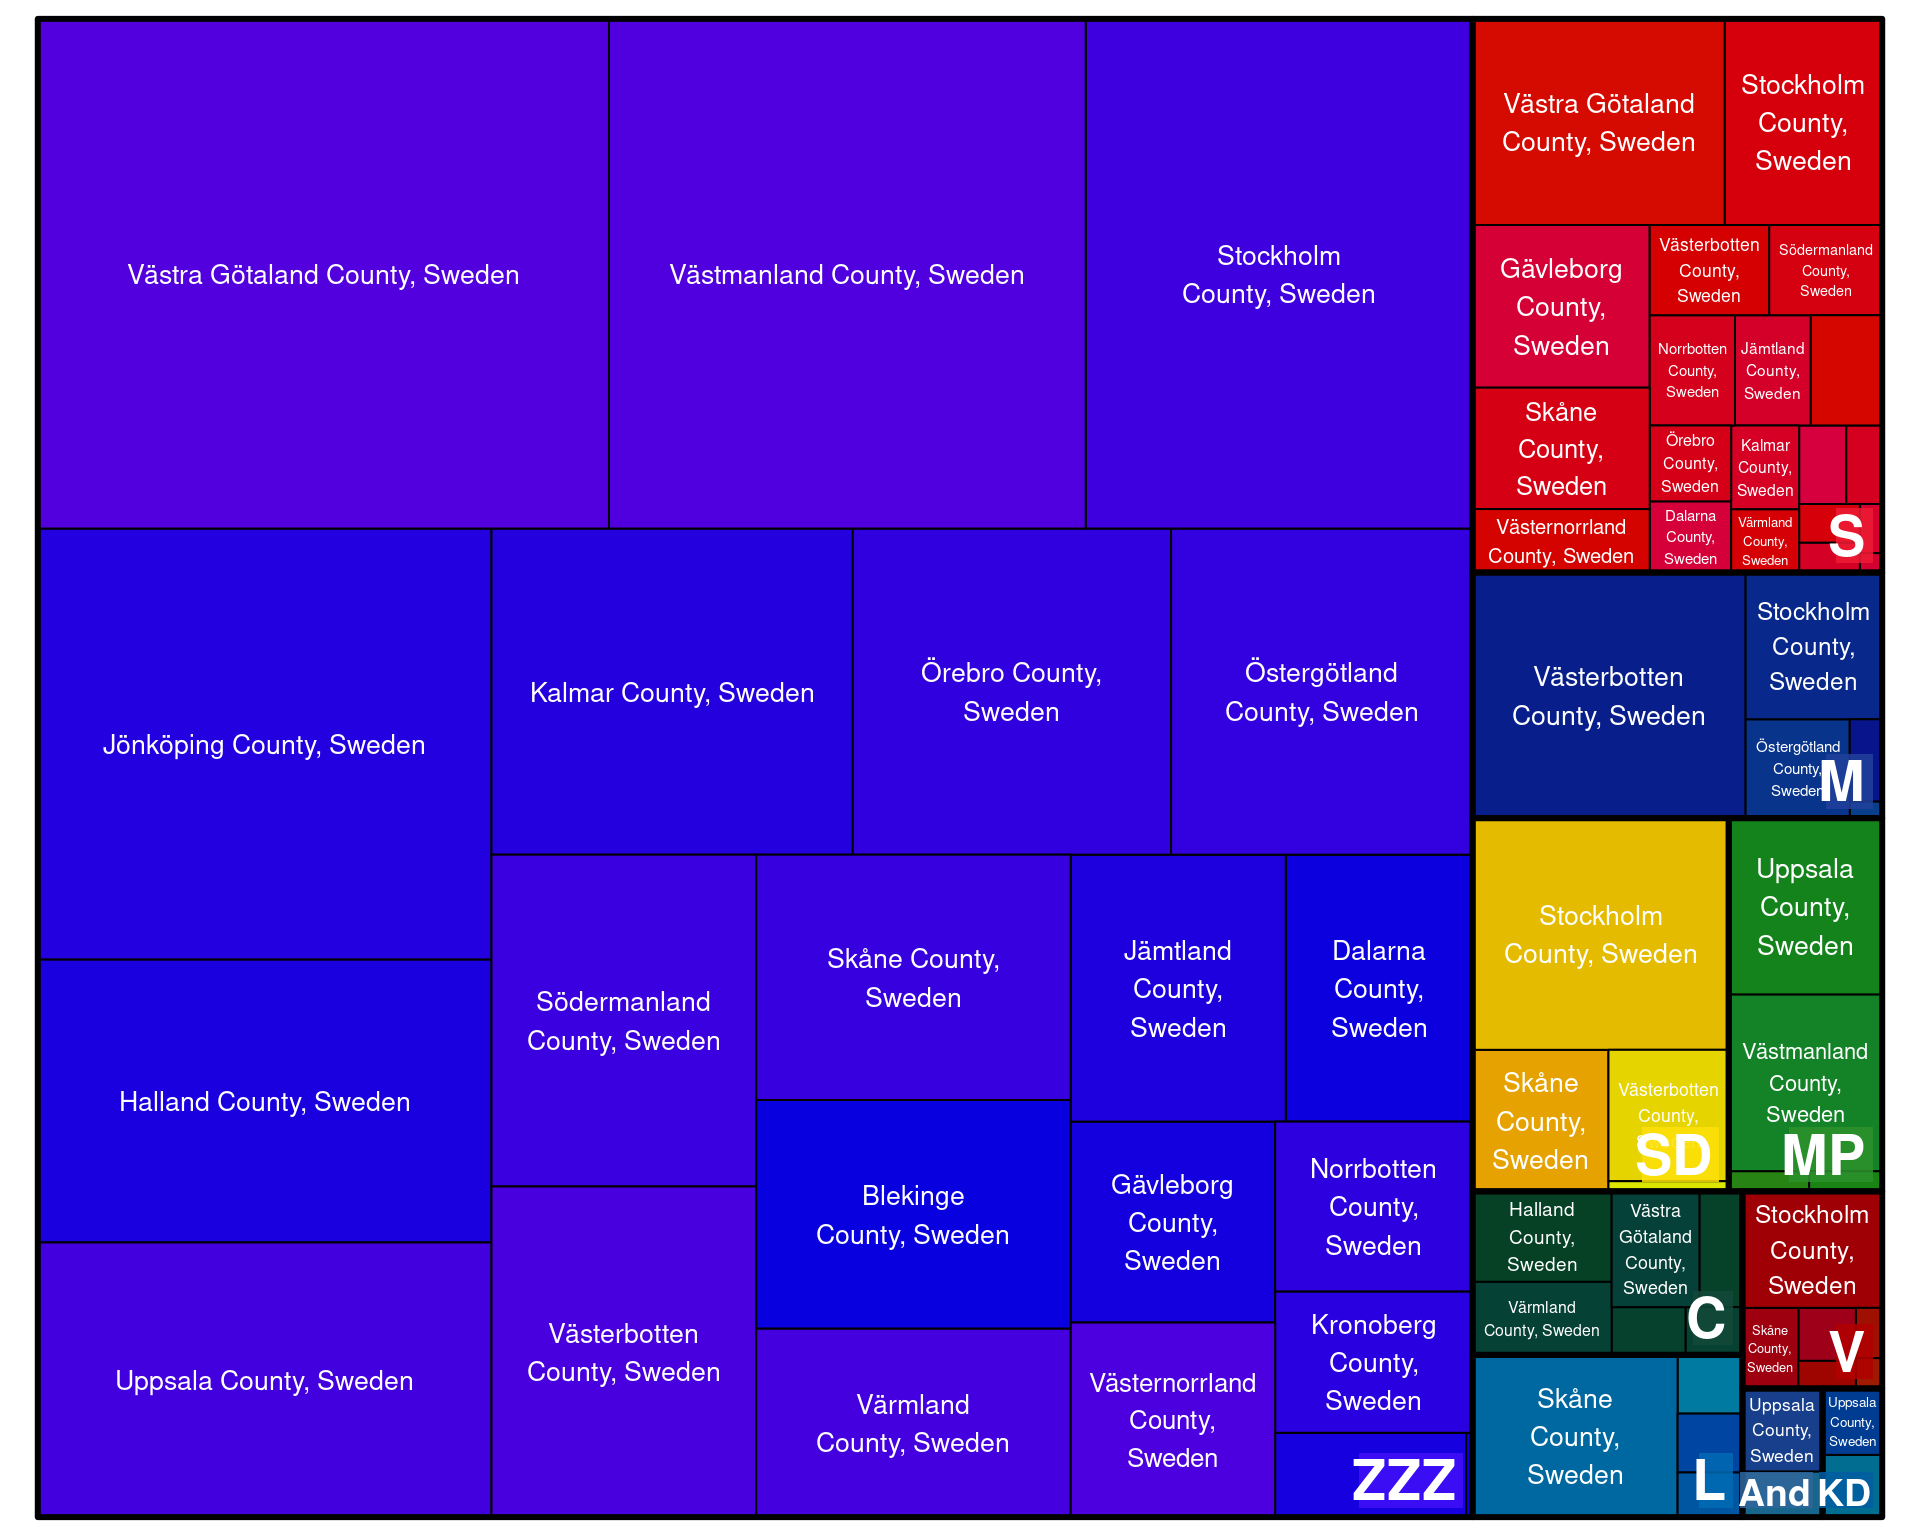 Västra Götaland County, Sweden
Västmanland County, Sweden
Stockholm
County, Sweden
Jönköping County, Sweden
Kalmar County, Sweden
Örebro County,
Sweden
Östergötland
County, Sweden
Halland County, Sweden
Södermanland
County, Sweden
Skåne County,
Sweden
Jämtland
County,
Sweden
Dalarna
County,
Sweden
Uppsala County, Sweden
Västerbotten
County, Sweden
Blekinge
County, Sweden
Värmland
County, Sweden
Gävleborg
County,
Sweden
Västernorrland
County,
Sweden
Norrbotten
County,
Sweden
Kronoberg
County,
Sweden
ZZZ
Västra Götaland
County, Sweden
Stockholm
County,
Sweden
Gävleborg
County,
Sweden
Västerbotten
County,
Sweden
Södermanland
County,
Sweden
Norrbotten
County,
Sweden
Jämtland
County,
Sweden
Skåne
County,
Sweden
Örebro
County,
Sweden
Kalmar
County,
Sweden
Västernorrland
County, Sweden
Dalarna
County,
Sweden
Värmland
County,
Sweden
S
Västerbotten
County, Sweden
Stockholm
County,
Sweden
Östergötland
County,
Sweden
M
Stockholm
County, Sweden
Skåne
County,
Sweden
Västerbotten
County,
SD
Uppsala
County,
Sweden
Västmanland
County,
Sweden
MP
Halland
County,
Sweden
Västra
Götaland
County,
Sweden
Värmland
County, Sweden
C
Stockholm
County,
Sweden
Skåne
County,
Sweden
V
Skåne
County,
Sweden
L
Uppsala
County,
Sweden
And
Uppsala
County,
Sweden
KD